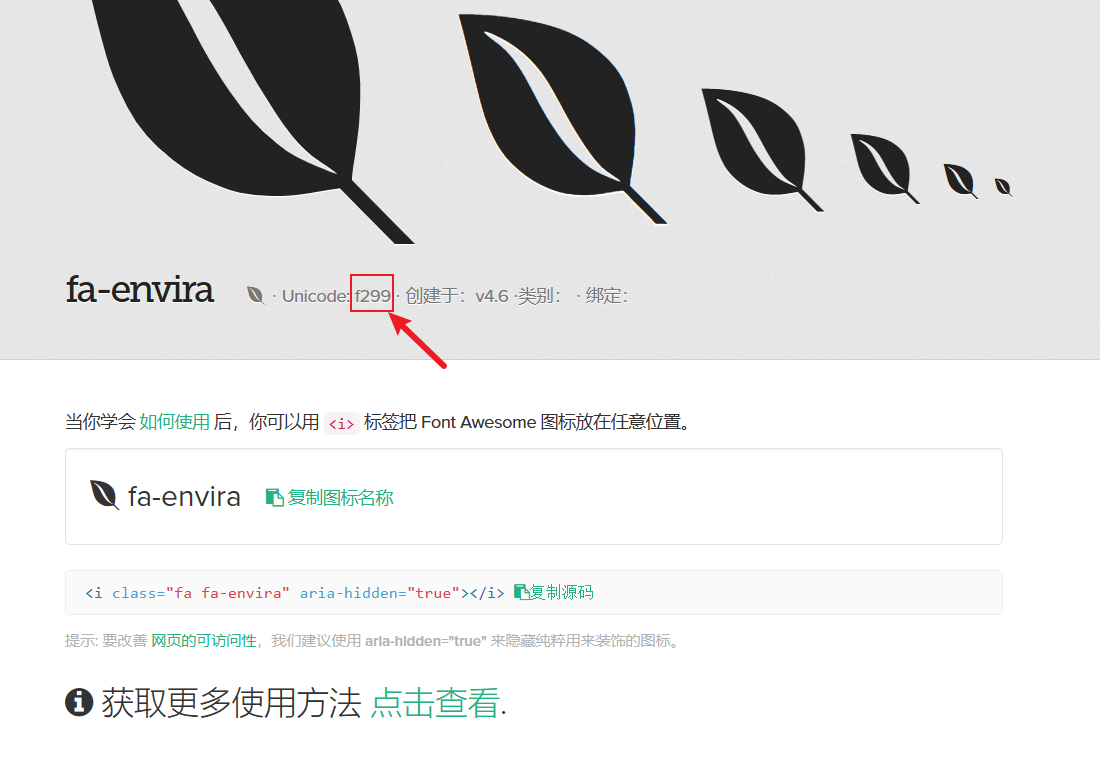 fa-envira · Unicode: f299 · 创建于：v4.6 ·类别： · 绑定：
当你学会 如何使用 后，你可以用 <i> 标签把 Font Awesome 图标放在任意位置。
fa-envira 复制图标名称
<i class="fa fa-envira" aria-hidden="true"></i> 复制源码
提示: 要改善 网页的可访问性，我们建议使用 aria-hidden="true" 来隐藏纯粹用来装饰的图标。
获取更多使用方法 点击查看.